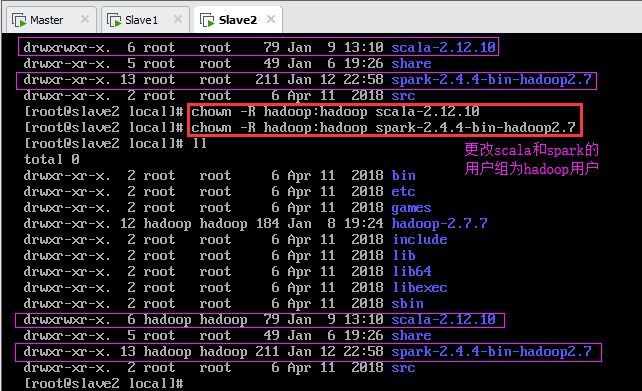 Master Slave1 Slave2
drwxrwxr-x. 6 root root 79 Jan 9 13:10 scala-2.12.10
drwxr-xr-x. 5 root root 49 Jan 6 19:26 share
drwxr-xr-x. 13 root root 211 Jan 12 22:58 spark-2.4.4-bin-hadoop2.7
drwxr-xr-x. 2 root root 6 Apr 11 2018 src
[root@slave2 local]# chown -R hadoop:hadoop scala-2.12.10
[root@slave2 local]# chown -R hadoop:hadoop spark-2.4.4-bin-hadoop2.7
[root@slave2 local]# ll
更改scala和spark的
用户组为hadoop用户
total 0
drwxr-xr-x. 2 root root 6 Apr 11 2018 bin
drwxr-xr-x. 2 root root 6 Apr 11 2018 etc
drwxr-xr-x. 2 root root 6 Apr 11 2018 games
drwxr-xr-x. 12 hadoop hadoop 184 Jan 8 19:24 hadoop-2.7.7
drwxr-xr-x. 2 root root 6 Apr 11 2018 include
drwxr-xr-x. 2 root root 6 Apr 11 2018 lib
drwxr-xr-x. 2 root root 6 Apr 11 2018 lib64
drwxr-xr-x. 2 root root 6 Apr 11 2018 libexec
drwxr-xr-x. 2 root root 6 Apr 11 2018 sbin
drwxrwxr-x. 6 hadoop hadoop 79 Jan 9 13:10 scala-2.12.10
drwxr-xr-x. 5 root root 49 Jan 6 19:26 share
drwxr-xr-x. 13 hadoop hadoop 211 Jan 12 22:58 spark-2.4.4-bin-hadoop2.7
drwxr-xr-x. 2 root root 6 Apr 11 2018 src
[root@slave2 local]#